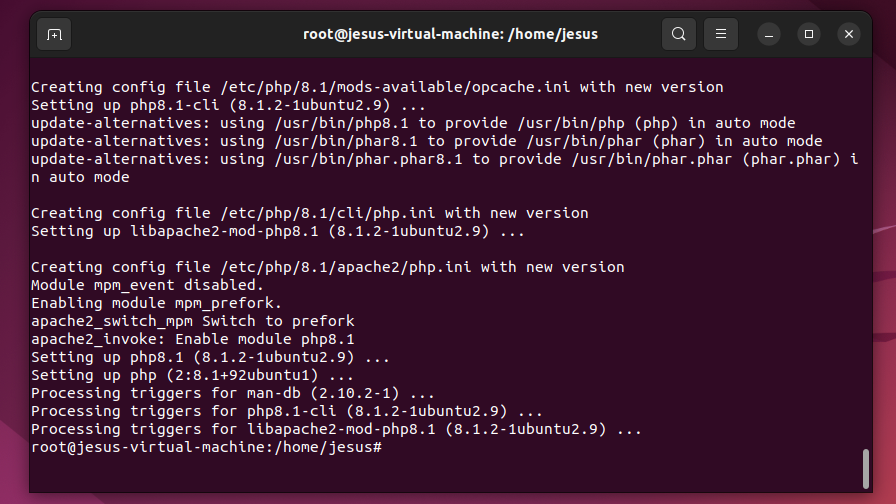 root@jesus-virtual-machine: /home/jesus
Creating config file /etc/php/8.1/mods-available/opcache.ini with new version
Setting up php8.1-cli (8.1.2-1ubuntu2.9) ...
update-alternatives: using /usr/bin/php8.1 to provide /usr/bin/php (php) in auto mode
update-alternatives: using /usr/bin/phar8.1 to provide /usr/bin/phar (phar) in auto mode
update-alternatives: using /usr/bin/phar.phar8.1 to provide /usr/bin/phar.phar (phar.phar) i
n auto mode
Creating config file /etc/php/8.1/cli/php.ini with new version
Setting up libapache2-mod-php8.1 (8.1.2-1ubuntu2.9) ...
Creating config file /etc/php/8.1/apache2/php.ini with new version
Module mpm_event disabled.
Enabling module mpm_prefork.
apache2_switch_mpm Switch to prefork
apache2_invoke: Enable module php8.1
Setting up php8.1 (8.1.2-1ubuntu2.9) ...
Setting up php (2:8.1+92ubuntu1) ...
Processing triggers for man-db (2.10.2-1) ...
Processing triggers for php8.1-cli (8.1.2-1ubuntu2.9) ...
Processing triggers for libapache2-mod-php8.1 (8.1.2-1ubuntu2.9) ...
root@jesus-virtual-machine:/home/jesus#